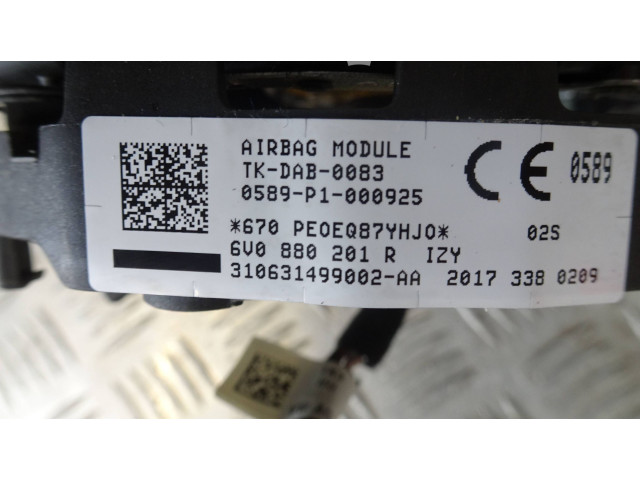 AIRBAG MODULE
TK-DAB-0083
0589-P1-000925
CE 0589
*670 PE0EQ87YHJ0* 02S
6V0 880 201 R IZY
310631499002-AA 2017 338 0209